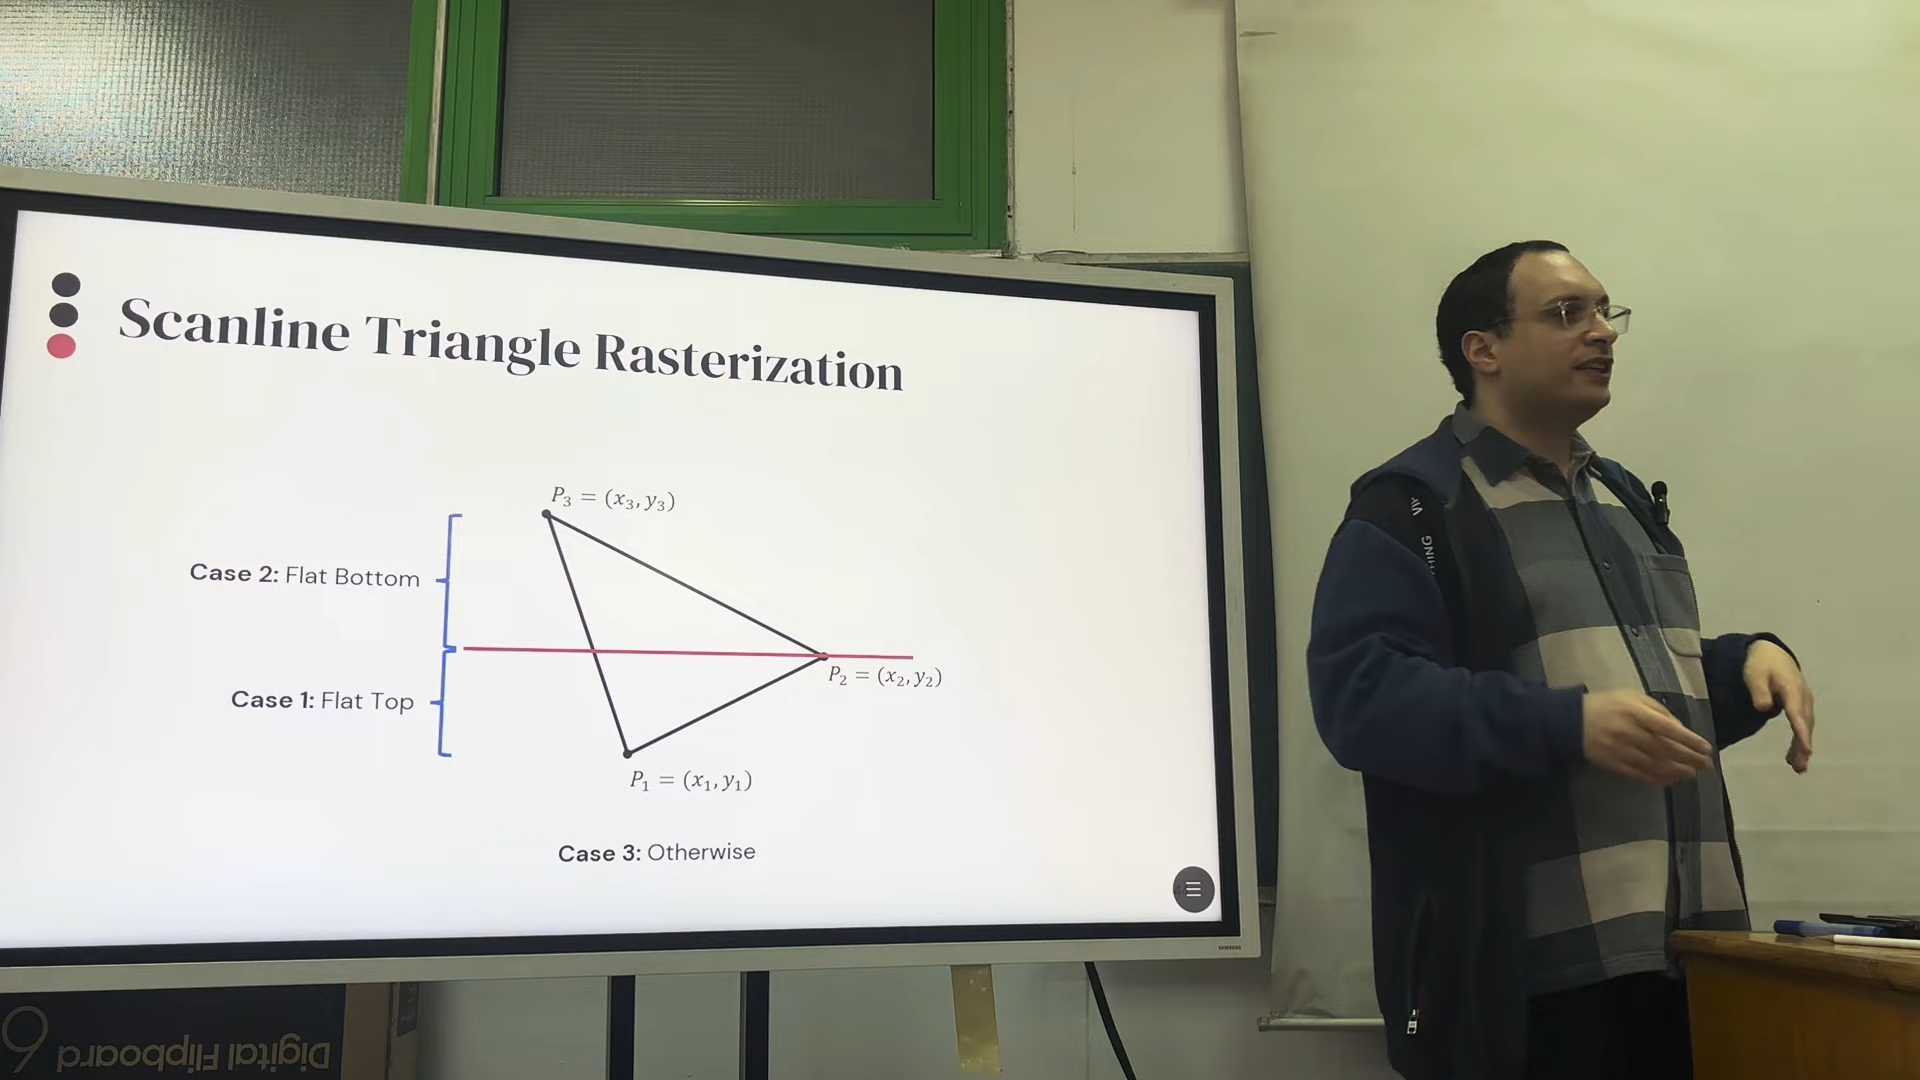 Scanline Triangle Rasterization
P₃ = (x₃, y₃)
Case 2: Flat Bottom
P₂ = (x₂, y₂)
Case 1: Flat Top
P₁ = (x₁, y₁)
Case 3: Otherwise
SAMSUNG
Digital Flipboard